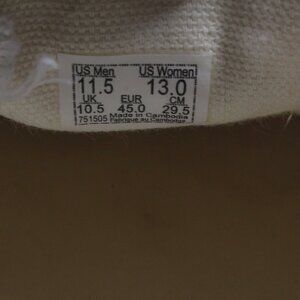 US Men US Women
11.5 13.0
UK EUR CM
10.5 45.0 29.5
751505 Made in Cambodia
Fabriqué au Cambodge